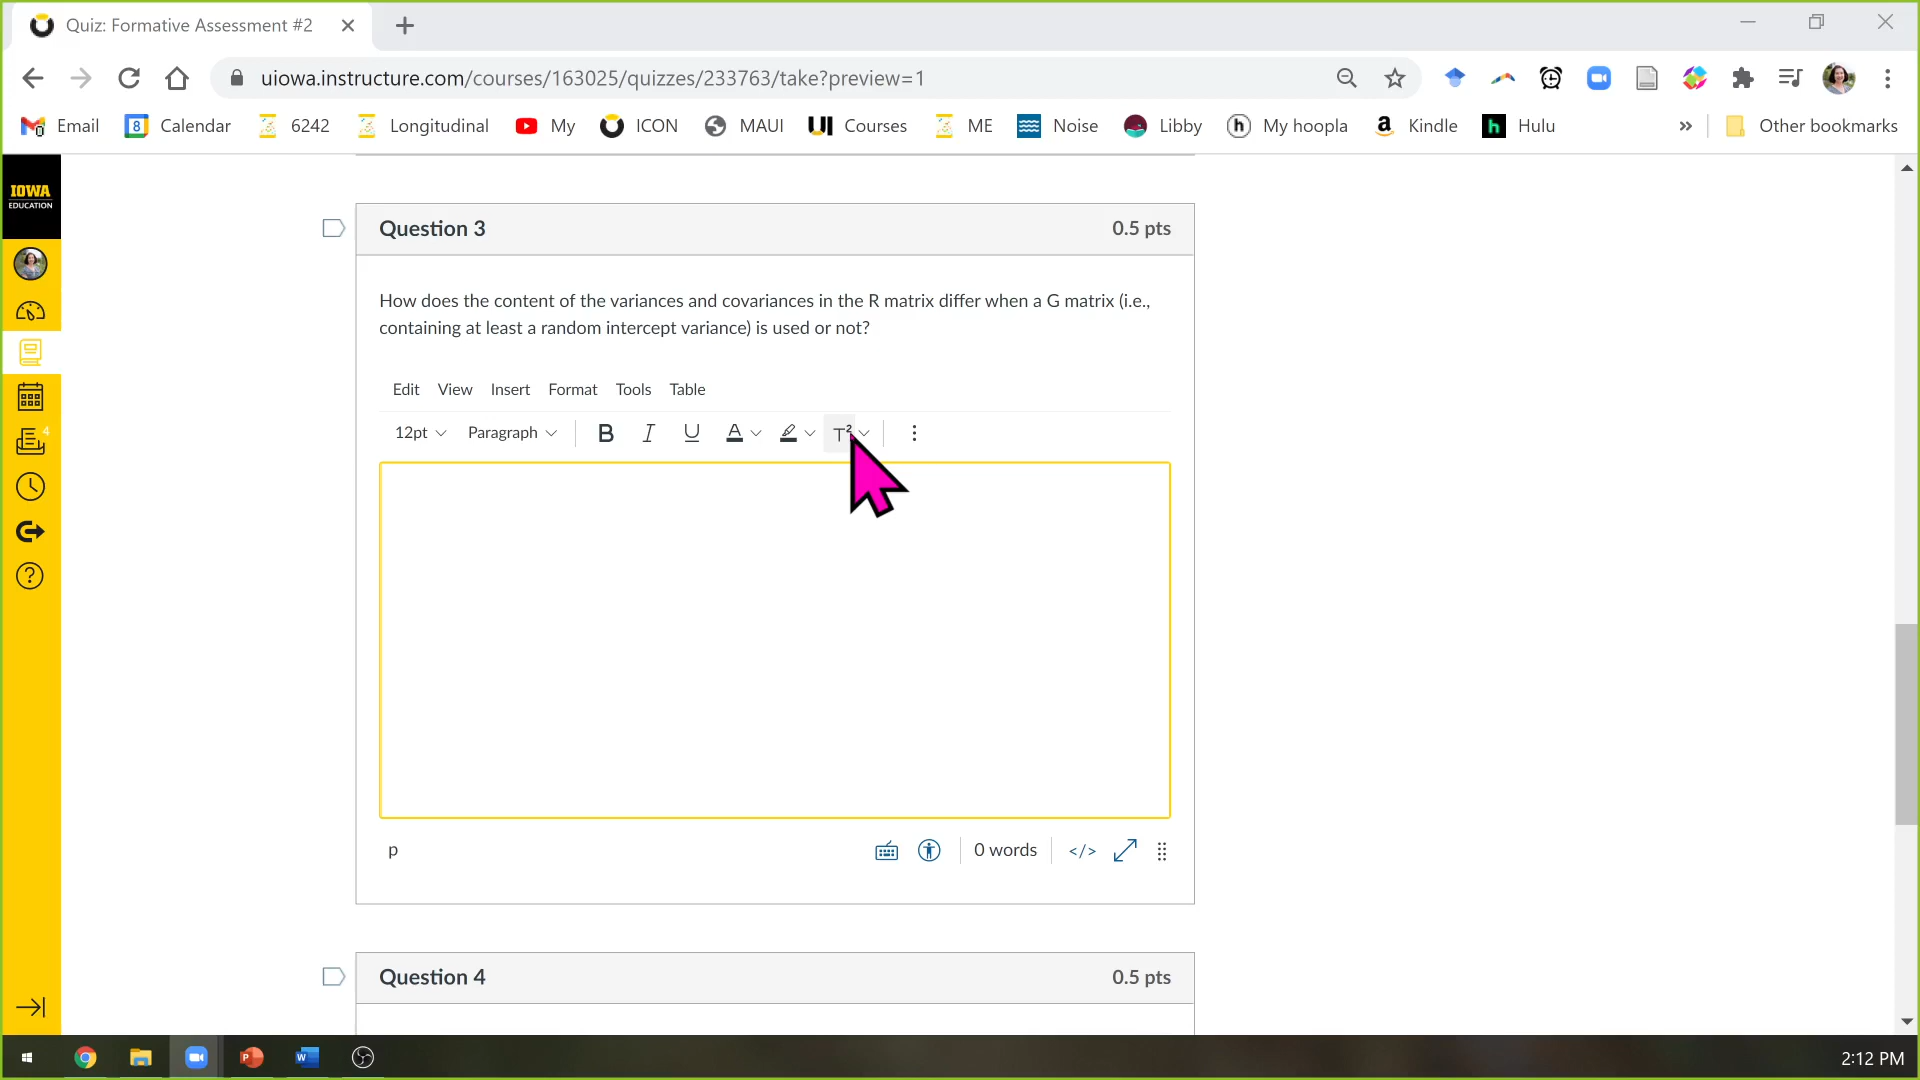 Quiz: Formative Assessment #2
uiowa.instructure.com/courses/163025/quizzes/233763/take?preview=1
Email Calendar 6242 Longitudinal My ICON MAUI Courses ME Noise Libby My hoopla Kindle Hulu » Other bookmarks
IOWA
EDUCATION
Question 3 0.5 pts
How does the content of the variances and covariances in the R matrix differ when a G matrix (i.e.,
containing at least a random intercept variance) is used or not?
Edit View Insert Format Tools Table
12pt Paragraph B I U A T²
4
p 0 words </>
Question 4 0.5 pts
2:12 PM